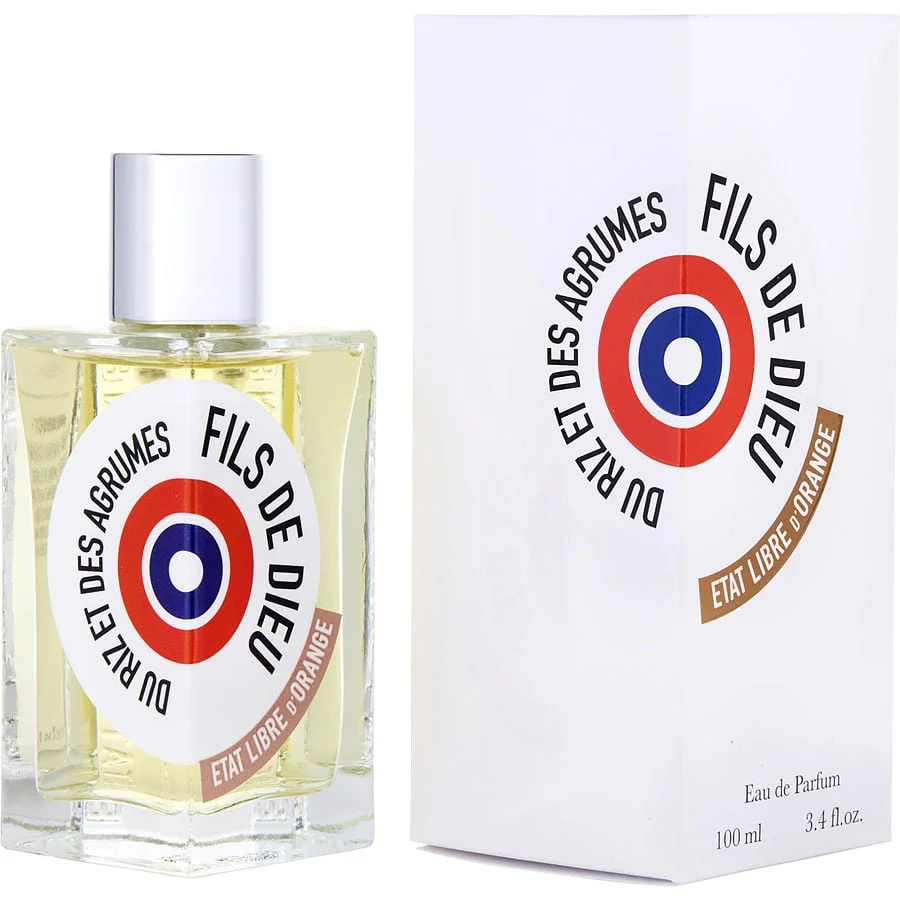 FILS DE DIEU
DU RIZ ET DES AGRUMES
ETAT LIBRE D'ORANGE
FILS DE DIEU
DU RIZ ET DES AGRUMES
ETAT LIBRE D'ORANGE
Eau de Parfum
100 ml 3.4 fl.oz.